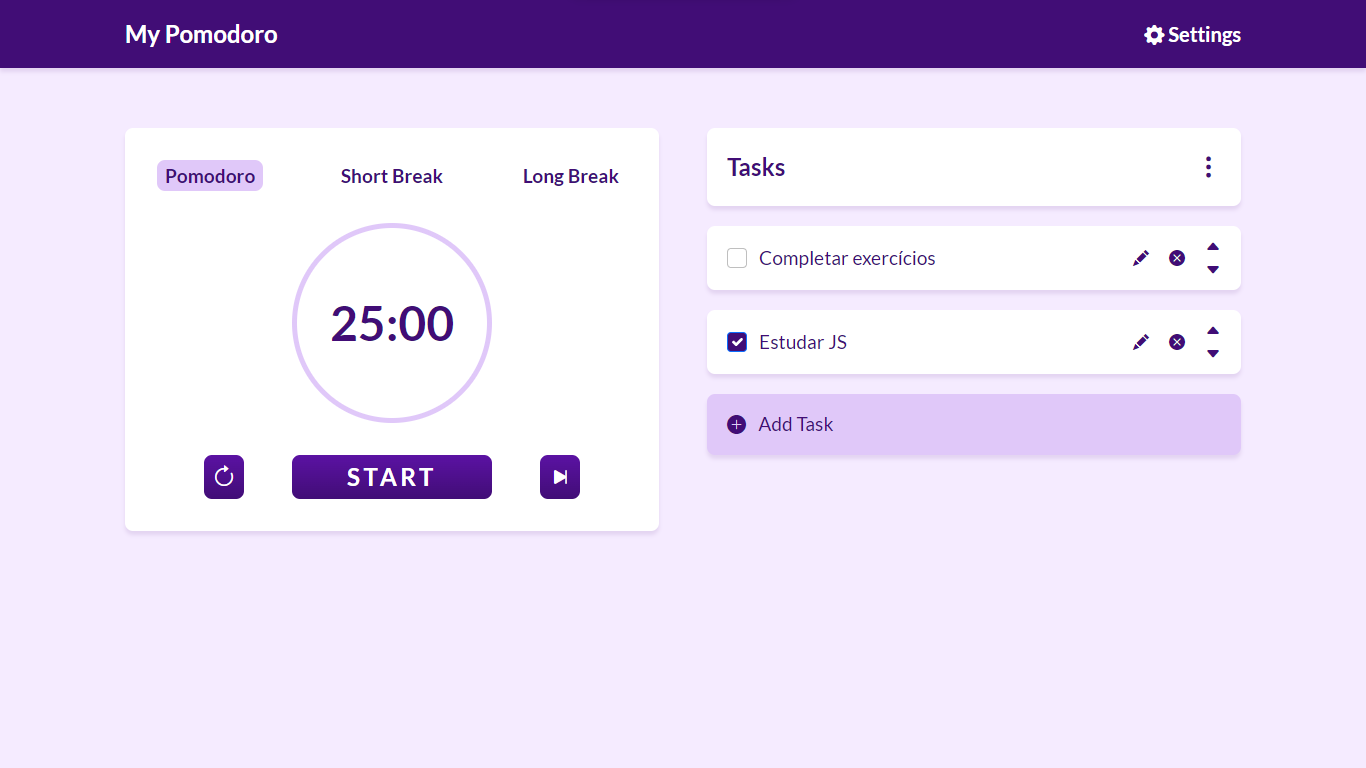 My Pomodoro
Settings
Pomodoro
Short Break
Long Break
25:00
START
Tasks
Completar exercícios
Estudar JS
Add Task